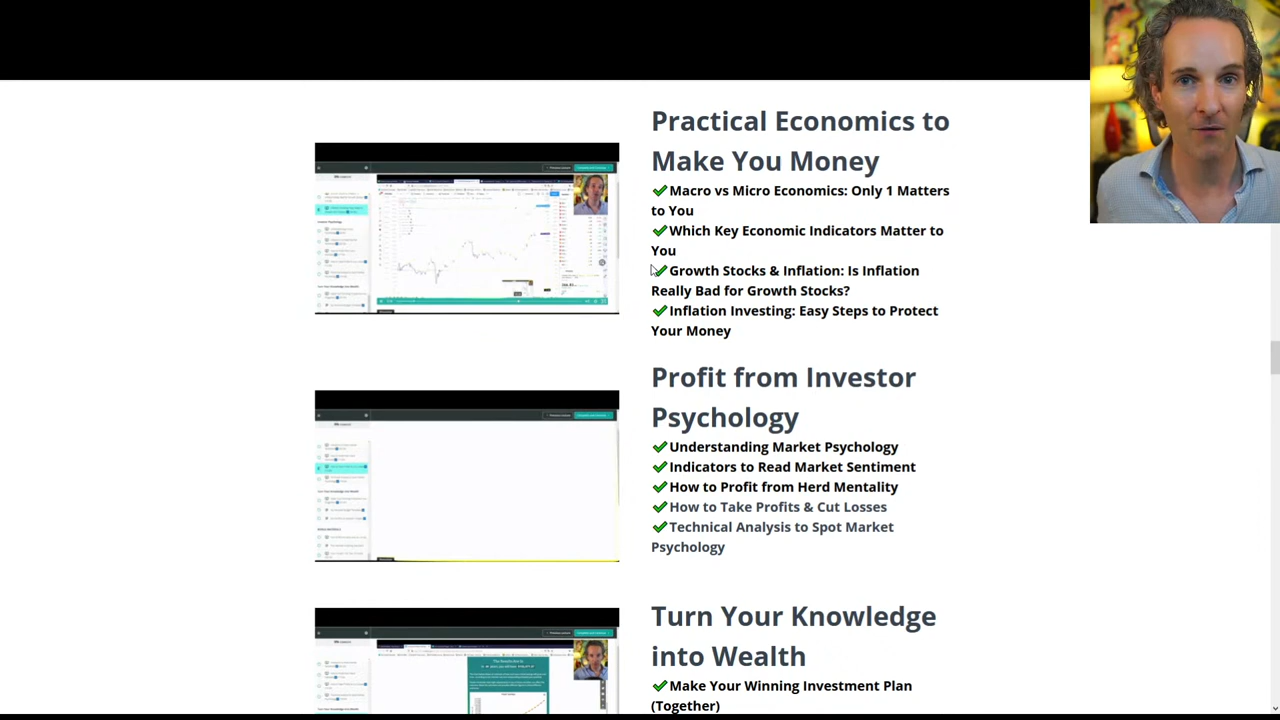 Practical Economics to
Make You Money
Macro vs Micro Economics: Only 1 Matters
to You
Which Key Economic Indicators Matter to
You
Growth Stocks & Inflation: Is Inflation
Really Bad for Growth Stocks?
Inflation Investing: Easy Steps to Protect
Your Money
Profit from Investor
Psychology
Understanding Market Psychology
Indicators to Read Market Sentiment
How to Profit from Herd Mentality
How to Take Profits & Cut Losses
Technical Analysis to Spot Market
Psychology
Turn Your Knowledge
into Wealth
Make Your Winning Investment Plan
(Together)